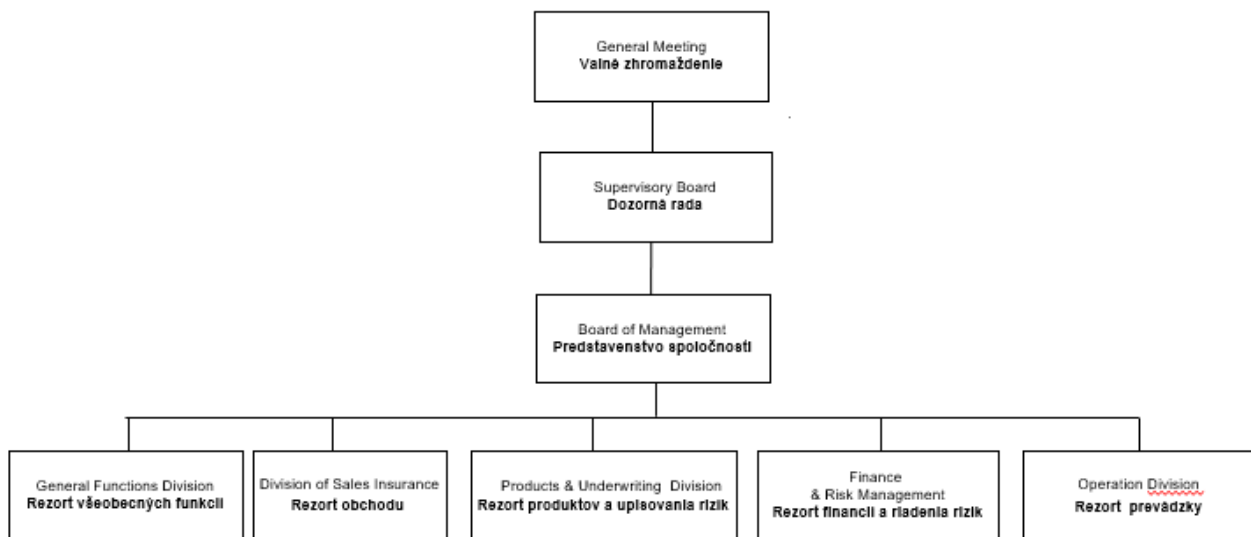 General Meeting
Valné zhromaždenie
Supervisory Board
Dozorná rada
Board of Management
Predstavenstvo spoločnosti
General Functions Division
Rezort všeobecných funkcií
Division of Sales Insurance
Rezort obchodu
Products & Underwriting Division
Rezort produktov a upisovania rizík
Finance
& Risk Management
Rezort financií a riadenia rizík
Operation Division
Rezort prevádzky